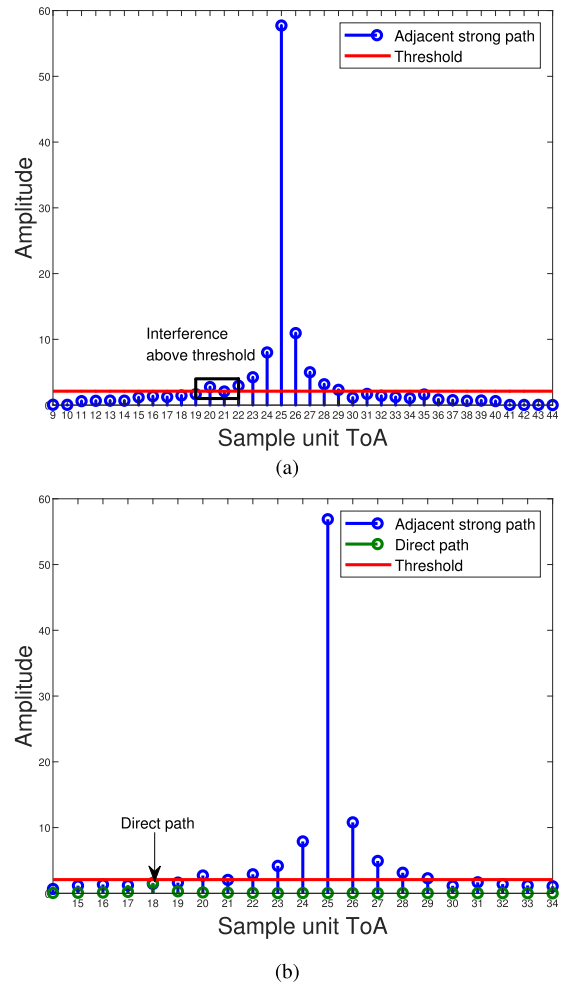 60
50
40
30
20
10
0
Amplitude
Adjacent strong path
Threshold
Interference
above threshold
9 10 11 12 13 14 15 16 17 18 19 20 21 22 23 24 25 26 27 28 29 30 31 32 33 34 35 36 37 38 39 40 41 42 43 44
Sample unit ToA
(a)
60
50
40
30
20
10
0
Amplitude
Adjacent strong path
Direct path
Threshold
Direct path
15 16 17 18 19 20 21 22 23 24 25 26 27 28 29 30 31 32 33 34
Sample unit ToA
(b)